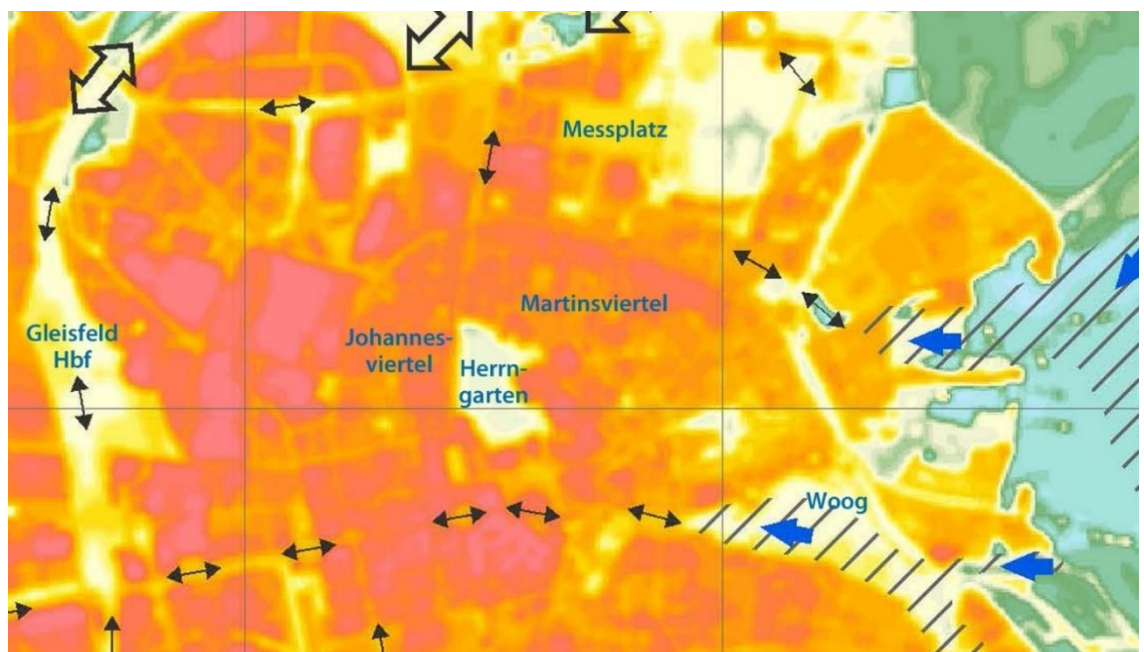 Messplatz
Martinsviertel
Gleisfeld
Hbf
Johannes-
viertel
Herrn-
garten
Woog